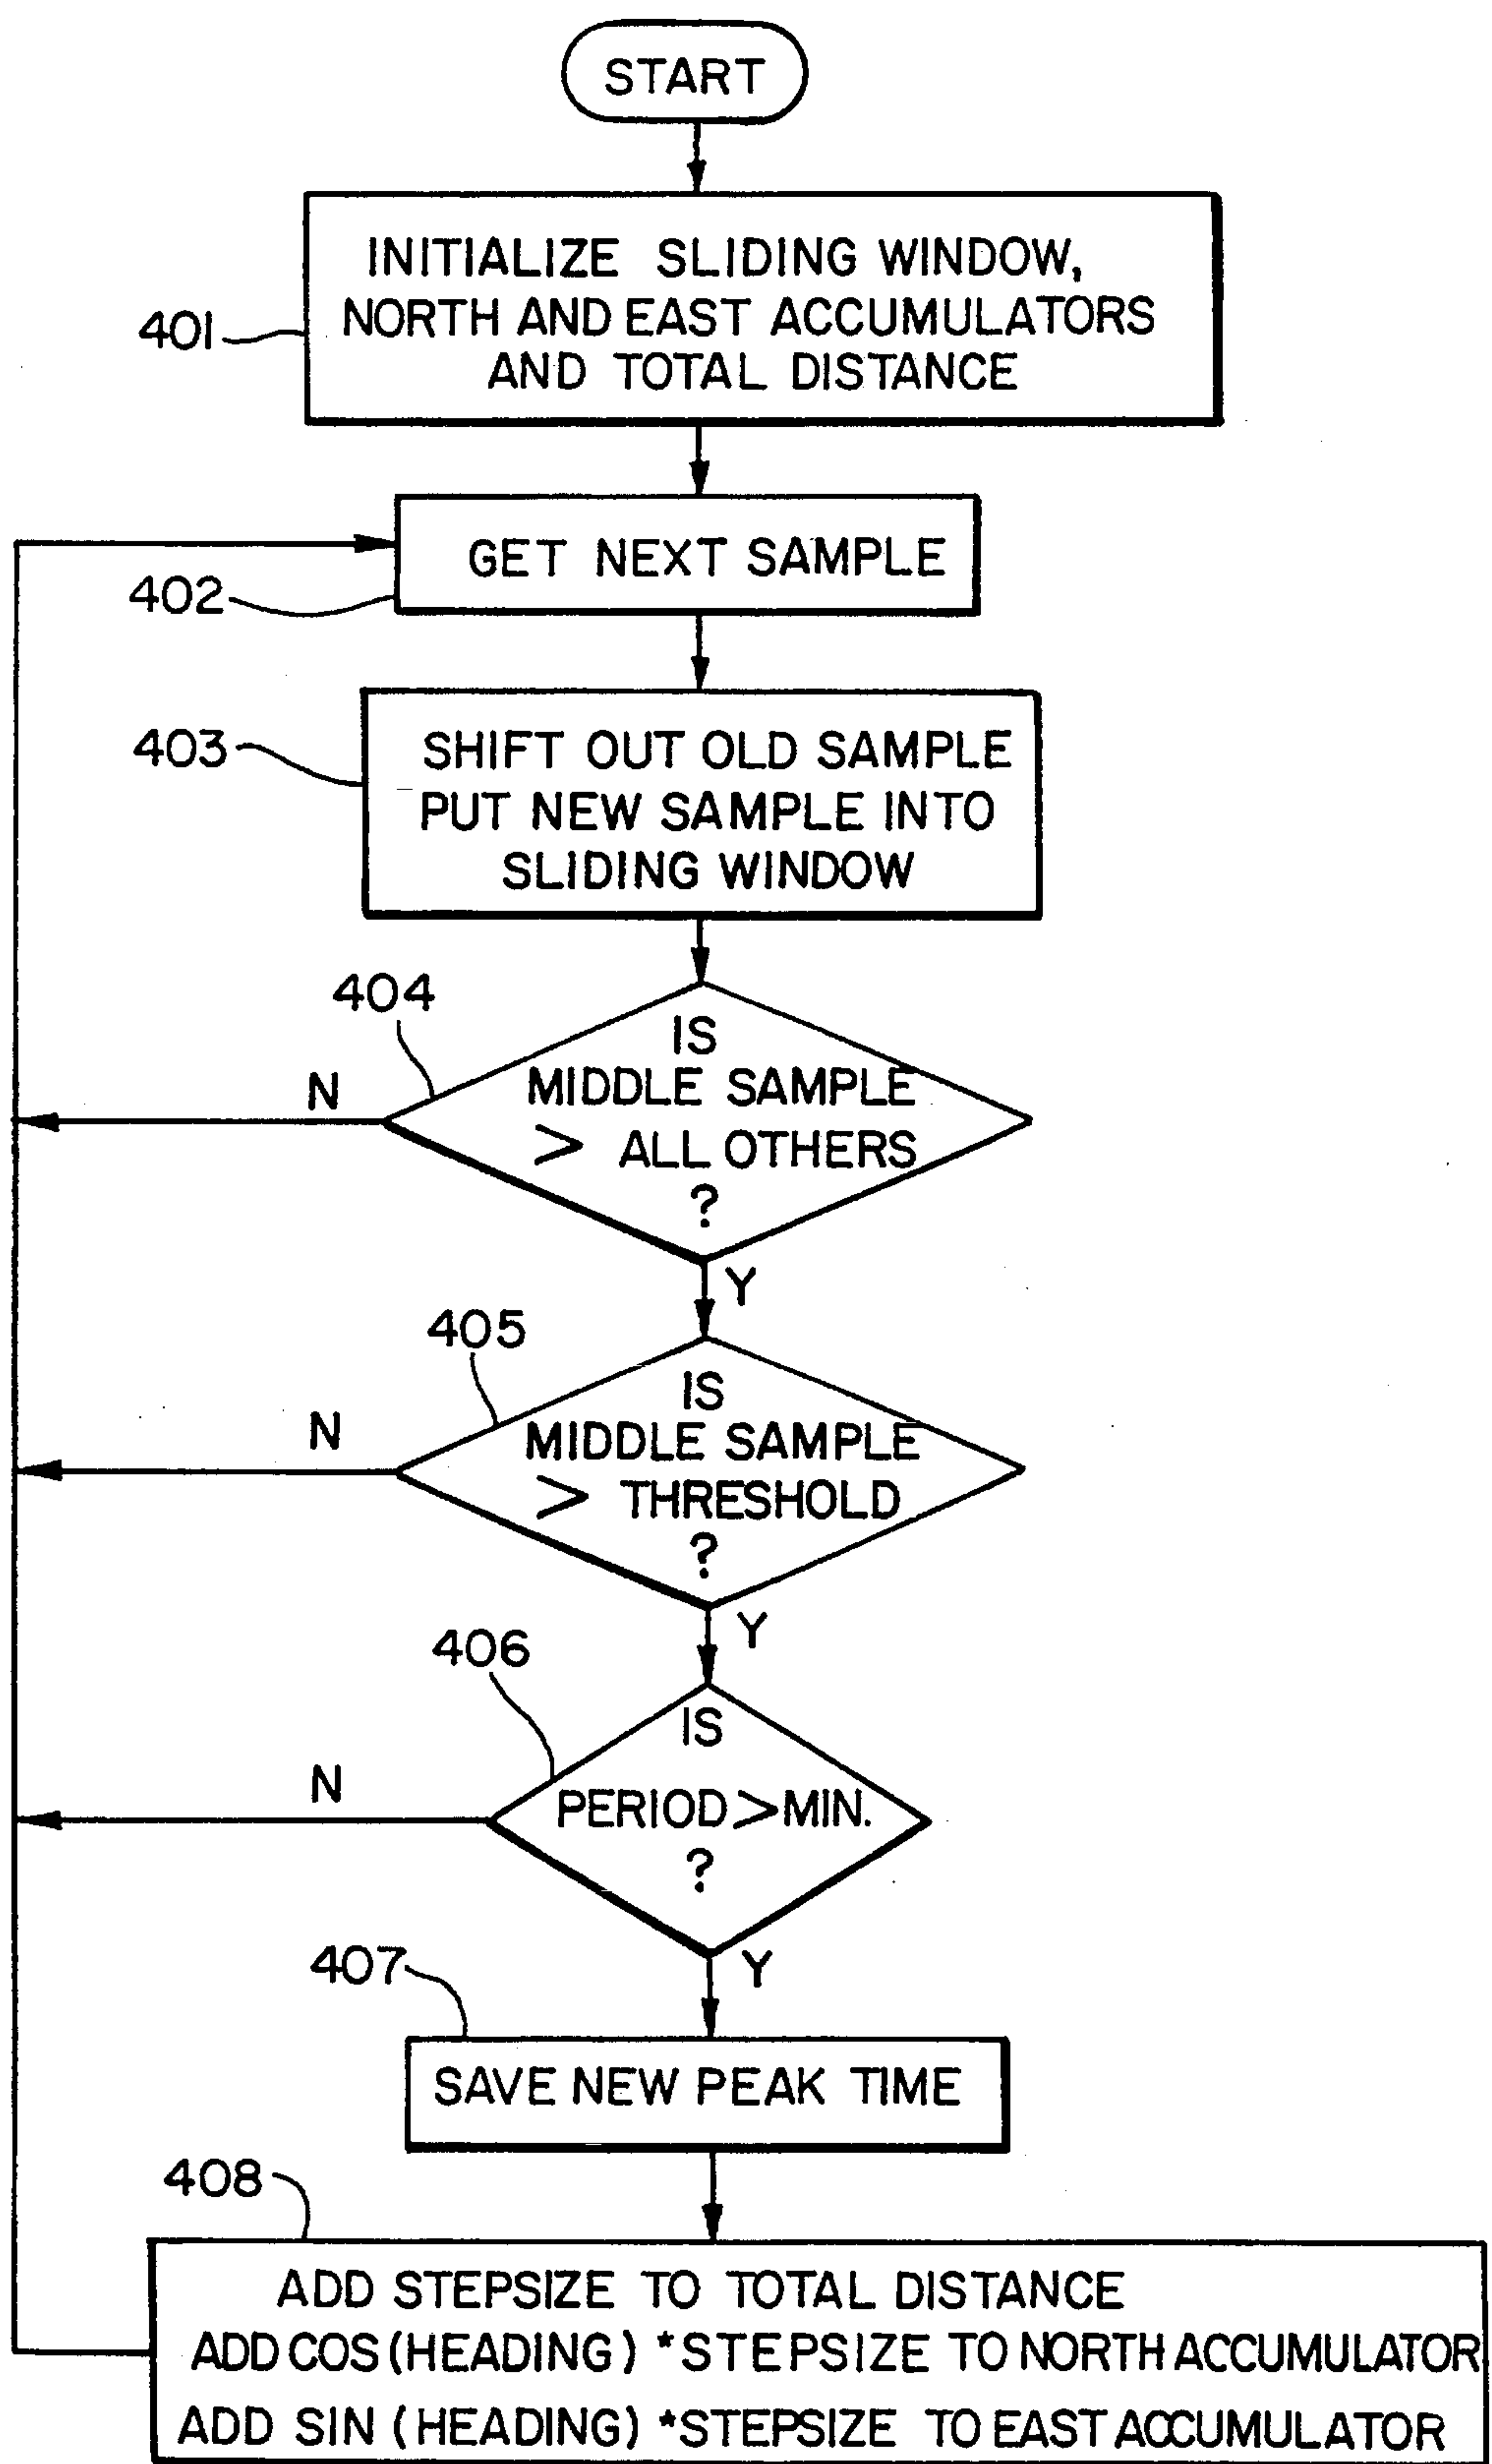 START
INITIALIZE SLIDING WINDOW,
NORTH AND EAST ACCUMULATORS
AND TOTAL DISTANCE
401
GET NEXT SAMPLE
402
403
SHIFT OUT OLD SAMPLE
PUT NEW SAMPLE INTO
SLIDING WINDOW
404
IS
MIDDLE SAMPLE
> ALL OTHERS
?
N
Y
405
IS
MIDDLE SAMPLE
> THRESHOLD
?
N
Y
406
IS
PERIOD > MIN.
?
N
Y
407
SAVE NEW PEAK TIME
408
ADD STEPSIZE TO TOTAL DISTANCE
ADD COS (HEADING) *STEPSIZE TO NORTH ACCUMULATOR
ADD SIN (HEADING) *STEPSIZE TO EAST ACCUMULATOR